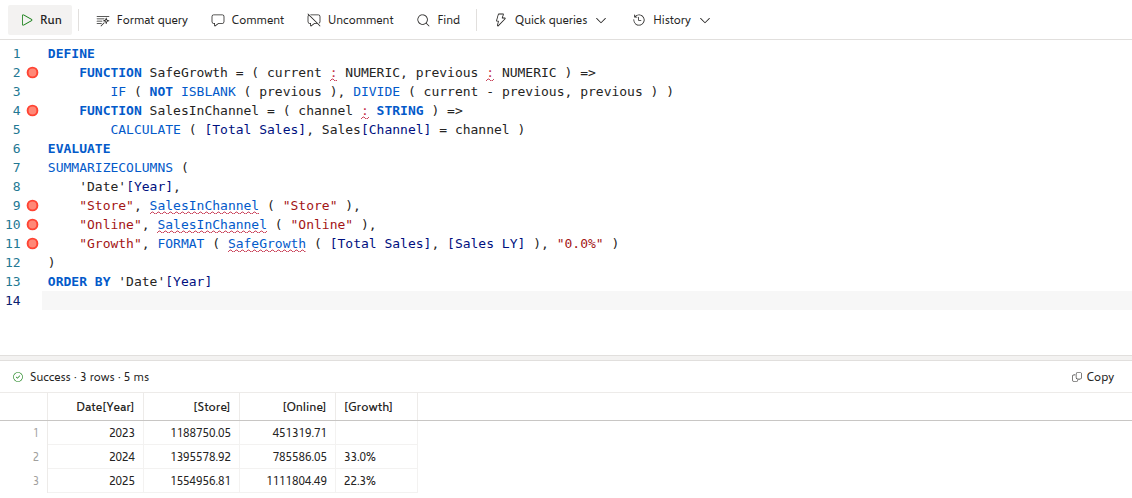 Run Format query Comment Uncomment Find Quick queries History
1 DEFINE
2 FUNCTION SafeGrowth = ( current : NUMERIC, previous : NUMERIC ) =>
3 IF ( NOT ISBLANK ( previous ), DIVIDE ( current - previous, previous ) )
4 FUNCTION SalesInChannel = ( channel : STRING ) =>
5 CALCULATE ( [Total Sales], Sales[Channel] = channel )
6 EVALUATE
7 SUMMARIZECOLUMNS (
8 'Date'[Year],
9 "Store", SalesInChannel ( "Store" ),
10 "Online", SalesInChannel ( "Online" ),
11 "Growth", FORMAT ( SafeGrowth ( [Total Sales], [Sales LY] ), "0.0%" )
12 )
13 ORDER BY 'Date'[Year]
14
Success · 3 rows · 5 ms Copy
Date[Year] [Store] [Online] [Growth]
1 2023 1188750.05 451319.71
2 2024 1395578.92 785586.05 33.0%
3 2025 1554956.81 1111804.49 22.3%